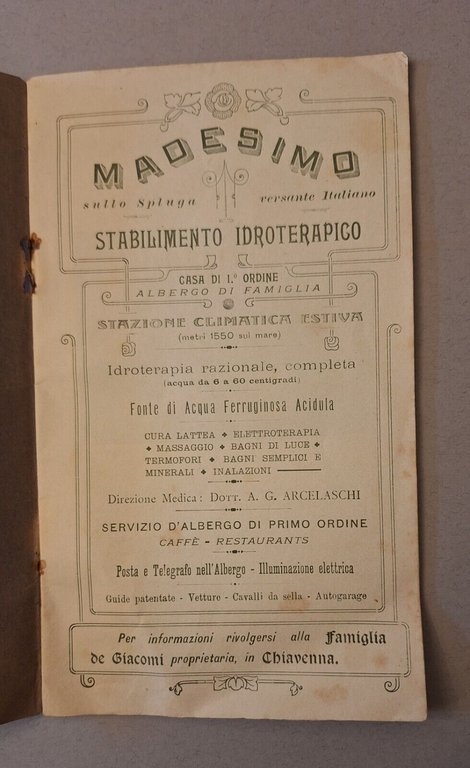 MADESIMO
sullo Spluga versante Italiano
STABILIMENTO IDROTERAPICO
CASA DI I.º ORDINE
ALBERGO DI FAMIGLIA
STAZIONE CLIMATICA ESTIVA
(metri 1550 sul mare)
Idroterapia razionale, completa
(acqua da 6 a 60 centigradi)
Fonte di Acqua Ferruginosa Acidula
CURA LATTEA ❖ ELETTROTERAPIA
❖ MASSAGGIO ❖ BAGNI DI LUCE ❖
TERMOFORI ❖ BAGNI SEMPLICI E
MINERALI ❖ INALAZIONI
Direzione Medica: DOTT. A. G. ARCELASCHI
SERVIZIO D'ALBERGO DI PRIMO ORDINE
CAFFÈ - RESTAURANTS
Posta e Telegrafo nell'Albergo - Illuminazione elettrica
Guide patentate - Vetture - Cavalli da sella - Autogarage
Per informazioni rivolgersi alla Famiglia
de Giacomi proprietaria, in Chiavenna.